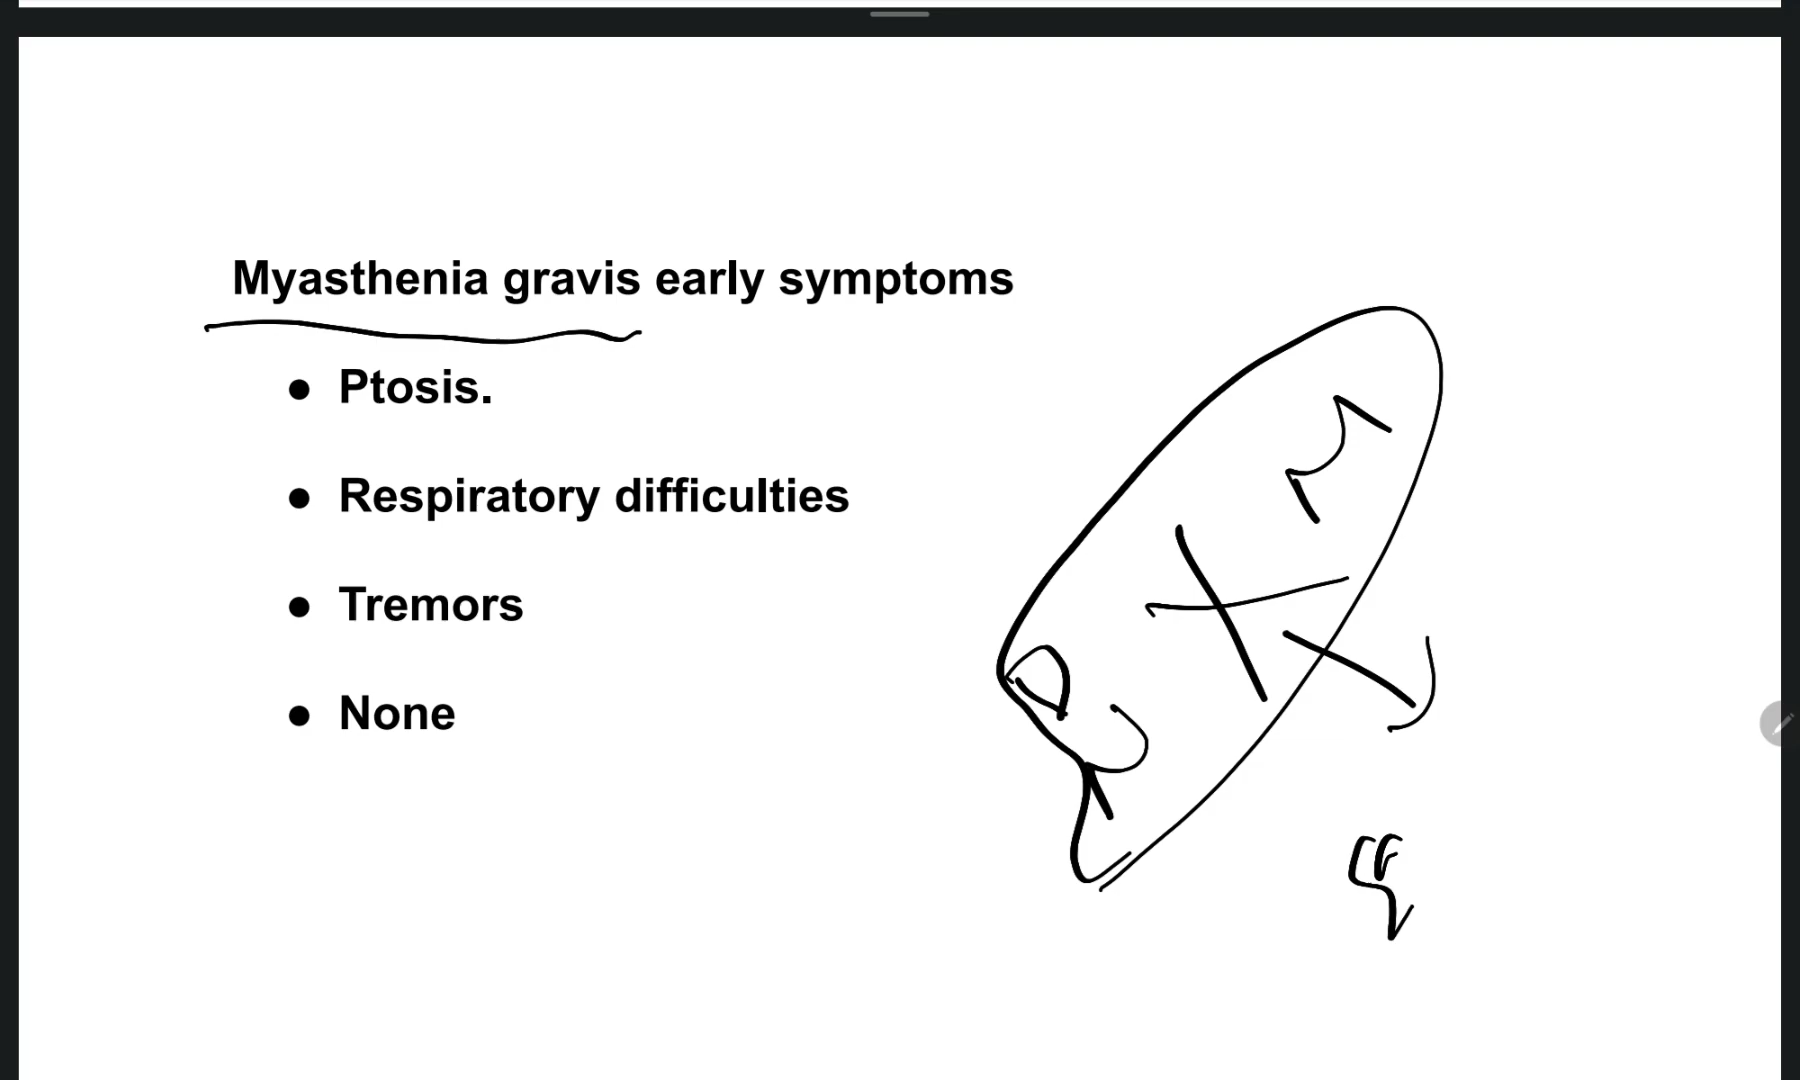 Myasthenia gravis early symptoms
● Ptosis.
● Respiratory difficulties
● Tremors
● None